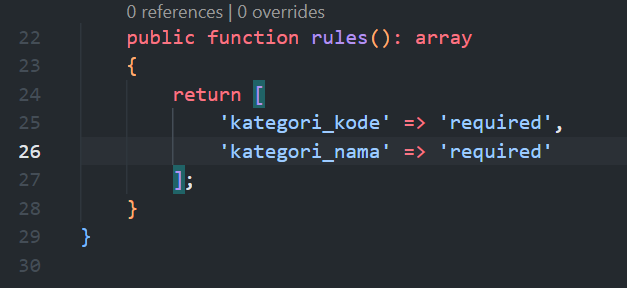 0 references | 0 overrides
22 public function rules(): array
23 {
24 return [
25 'kategori_kode' => 'required',
26 'kategori_nama' => 'required'
27 ];
28 }
29 }
30